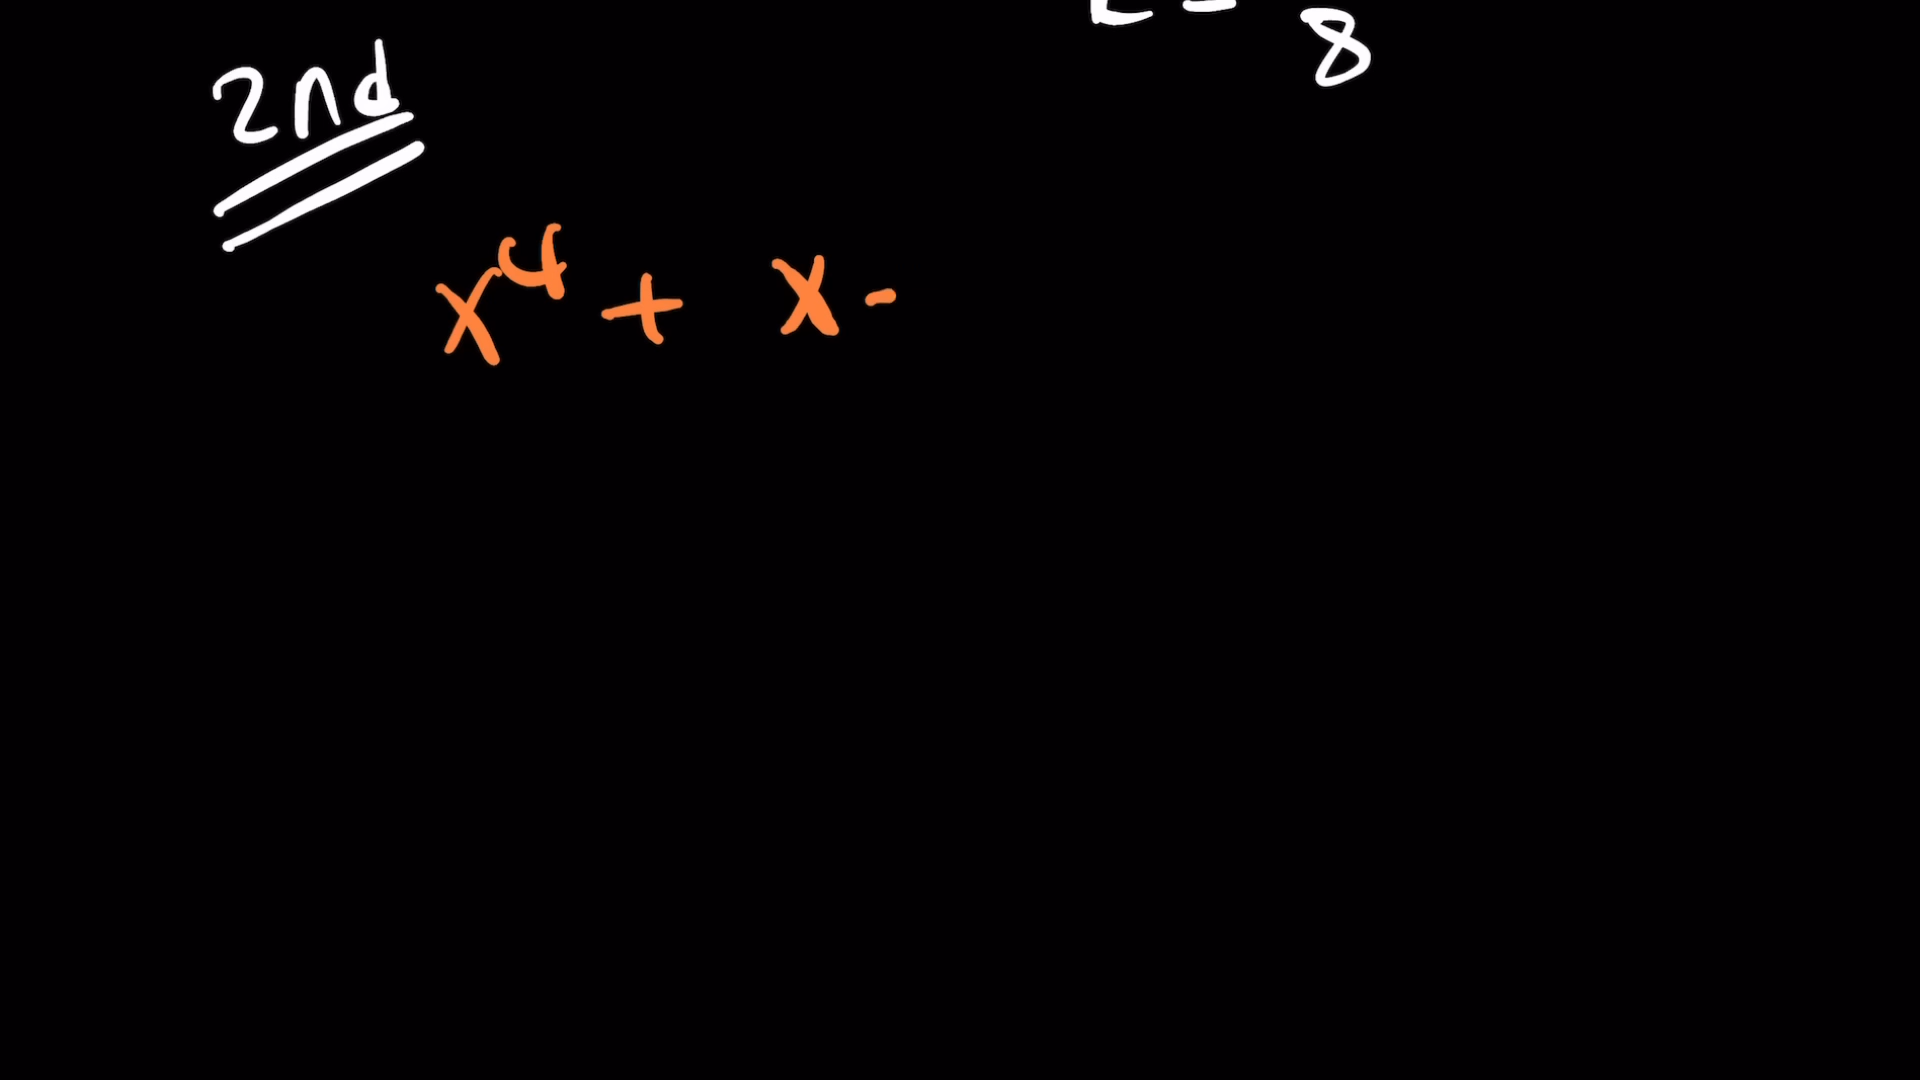 8
2nd
x⁴ + x -